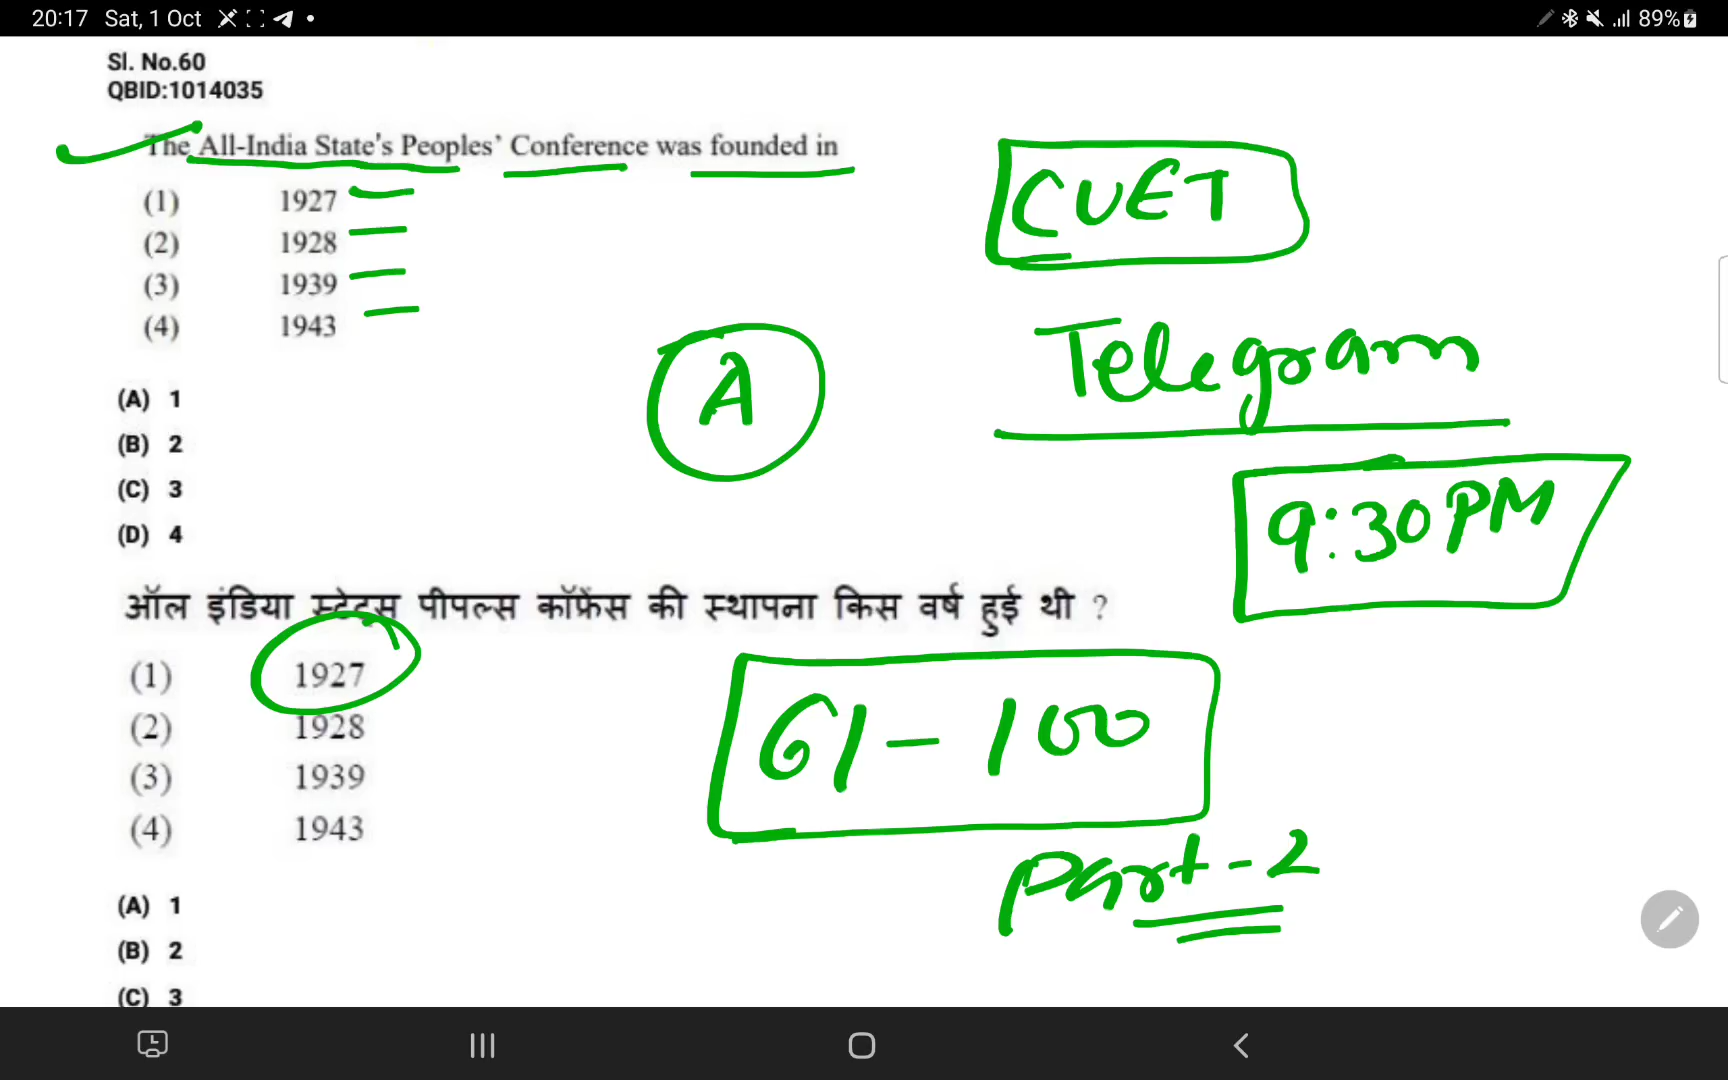 20:17 Sat, 1 Oct
89%
Sl. No.60
QBID:1014035
The All-India State's Peoples' Conference was founded in
(1) 1927
(2) 1928
(3) 1939
(4) 1943
(A) 1
(B) 2
(C) 3
(D) 4
CUET
Telegram
A
9:30PM
ऑल इंडिया स्टेट्स पीपल्स कॉफ्रेंस की स्थापना किस वर्ष हुई थी ?
(1) 1927
(2) 1928
(3) 1939
(4) 1943
61-100
Part-2
(A) 1
(B) 2
(C) 3